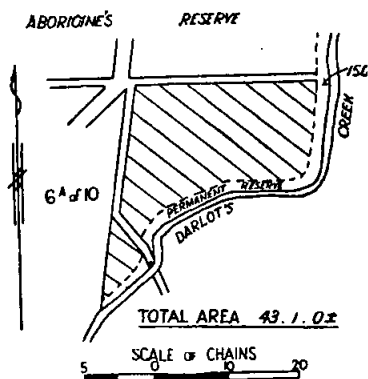 ABORIGINE'S RESERVE
150
CREEK
6ᴬ of 10
PERMANENT RESERVE
DARLOT'S
TOTAL AREA 43.1.0±
SCALE OF CHAINS
5 0 10 20